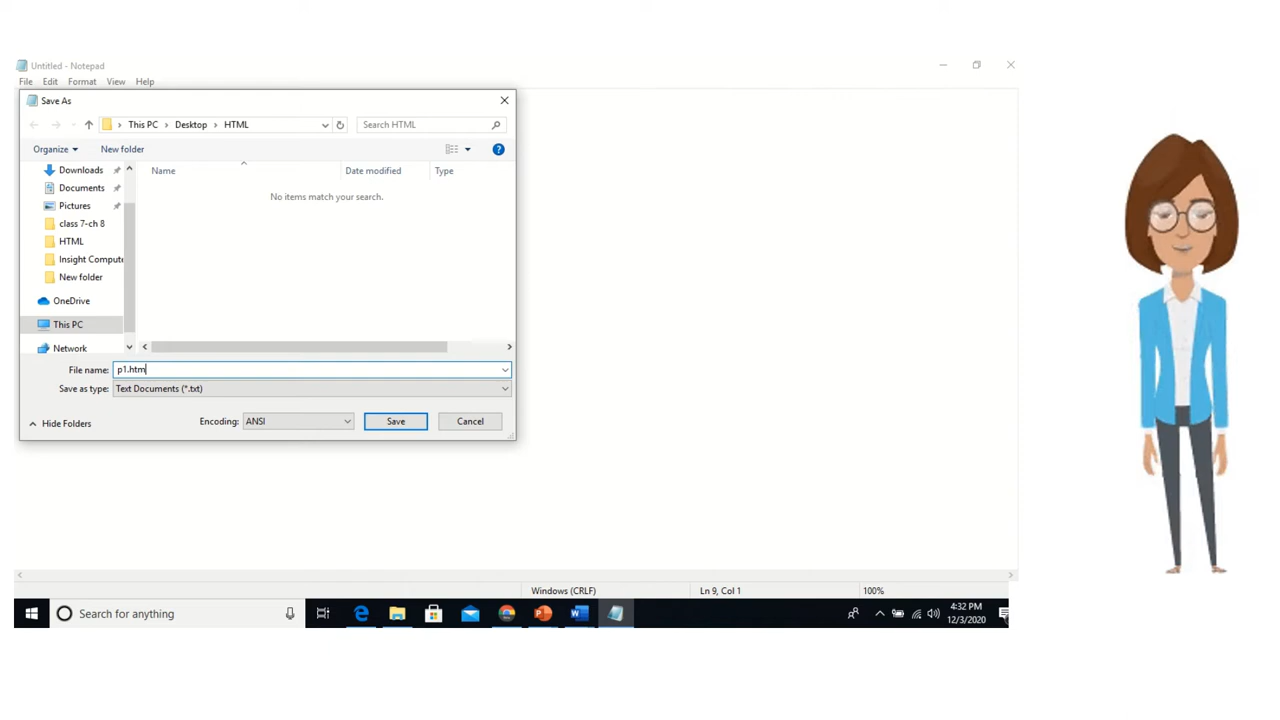 Untitled - Notepad
File Edit Format View Help
Save As
This PC Desktop HTML
Search HTML
Organize New folder
Name Date modified Type
No items match your search.
Downloads
Documents
Pictures
class 7-ch 8
HTML
Insight Compute
New folder
OneDrive
This PC
Network
File name: p1.htm
Save as type: Text Documents (*.txt)
Hide Folders Encoding: ANSI Save Cancel
Windows (CRLF) Ln 9, Col 1 100%
Search for anything
4:32 PM
12/3/2020